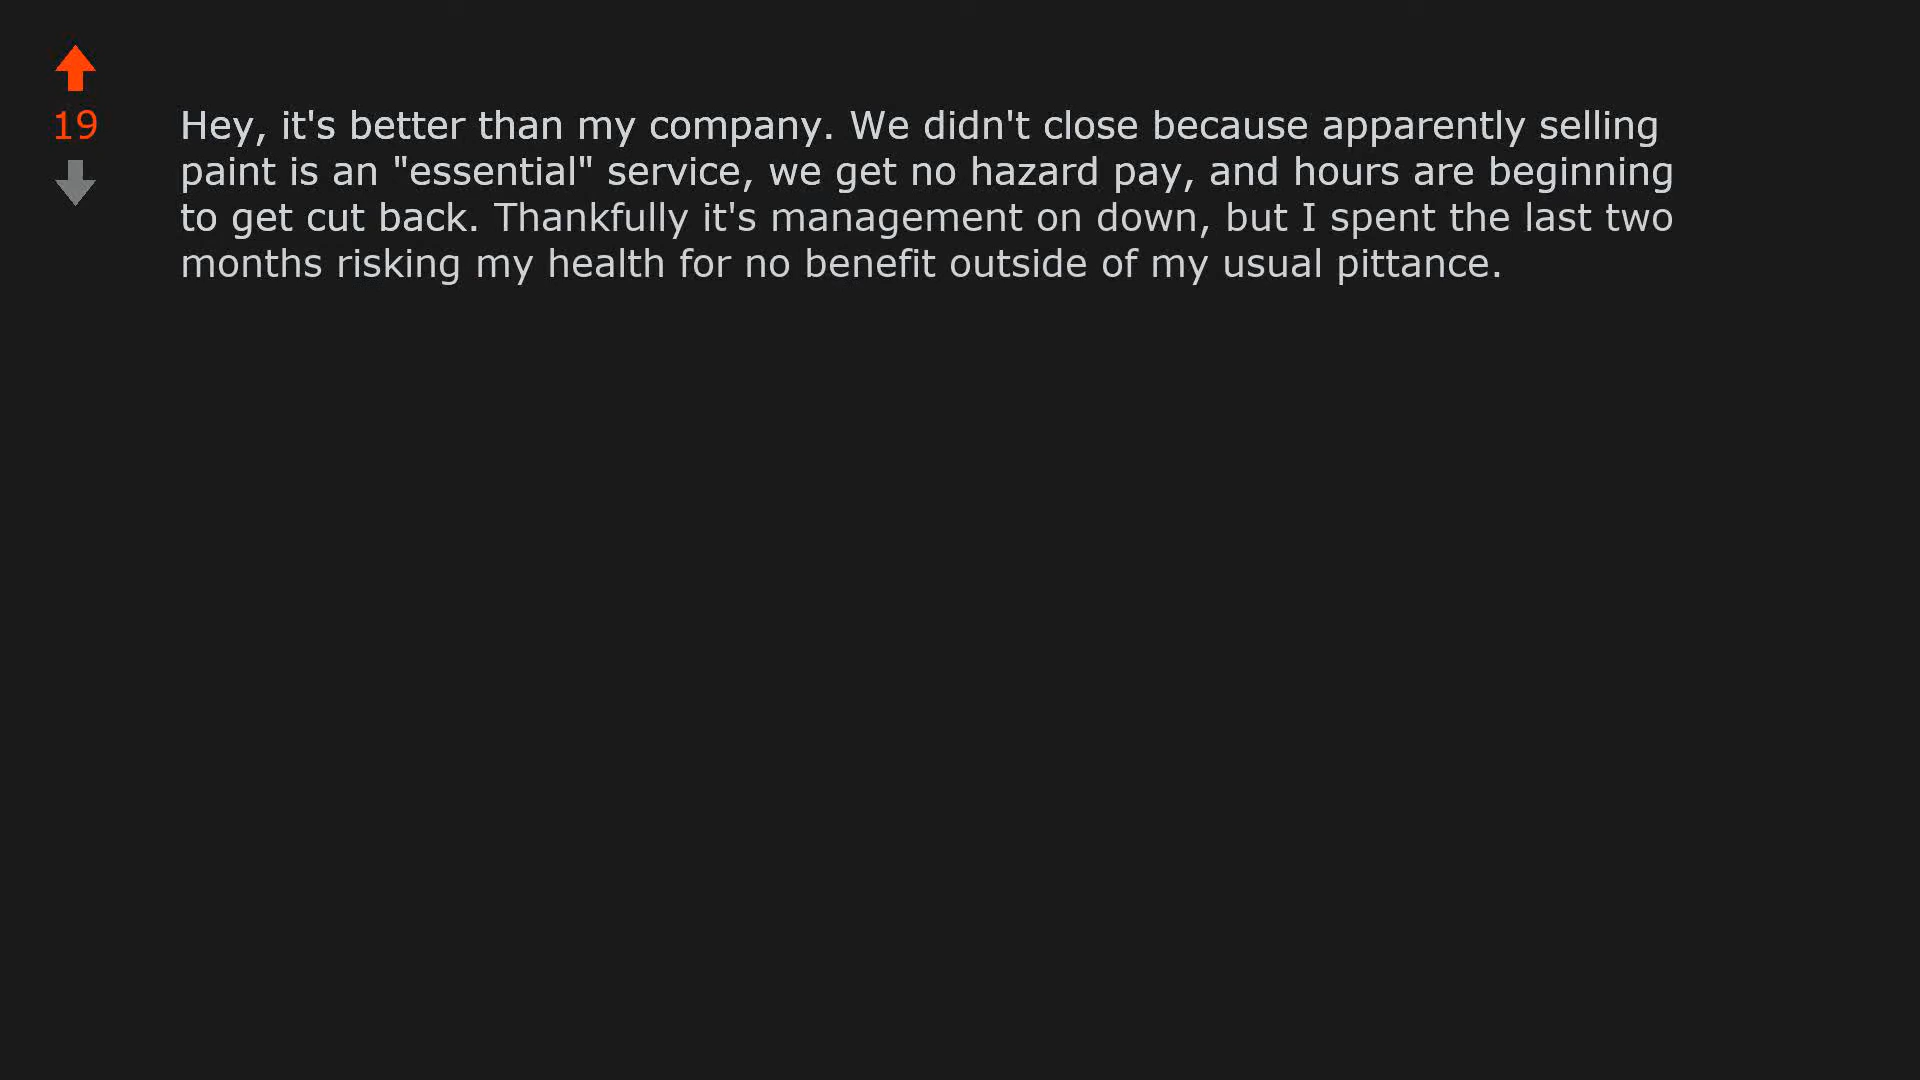 19
Hey, it's better than my company. We didn't close because apparently selling
paint is an "essential" service, we get no hazard pay, and hours are beginning
to get cut back. Thankfully it's management on down, but I spent the last two
months risking my health for no benefit outside of my usual pittance.